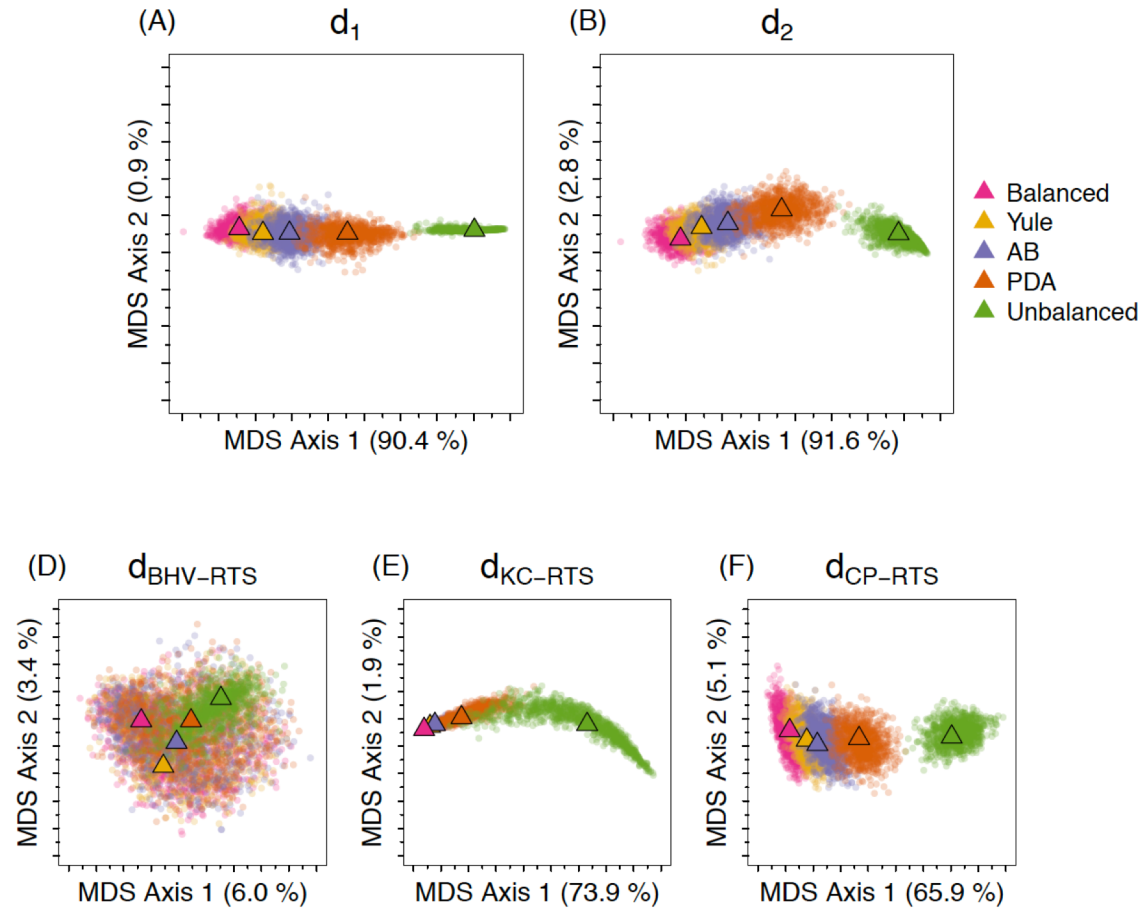 (A) d1
(B) d2
MDS Axis 2 (0.9 %)
MDS Axis 1 (90.4 %)
MDS Axis 2 (2.8 %)
MDS Axis 1 (91.6 %)
Balanced
Yule
AB
PDA
Unbalanced
(D) dBHV−RTS
(E) dKC−RTS
(F) dCP−RTS
MDS Axis 2 (3.4 %)
MDS Axis 1 (6.0 %)
MDS Axis 2 (1.9 %)
MDS Axis 1 (73.9 %)
MDS Axis 2 (5.1 %)
MDS Axis 1 (65.9 %)